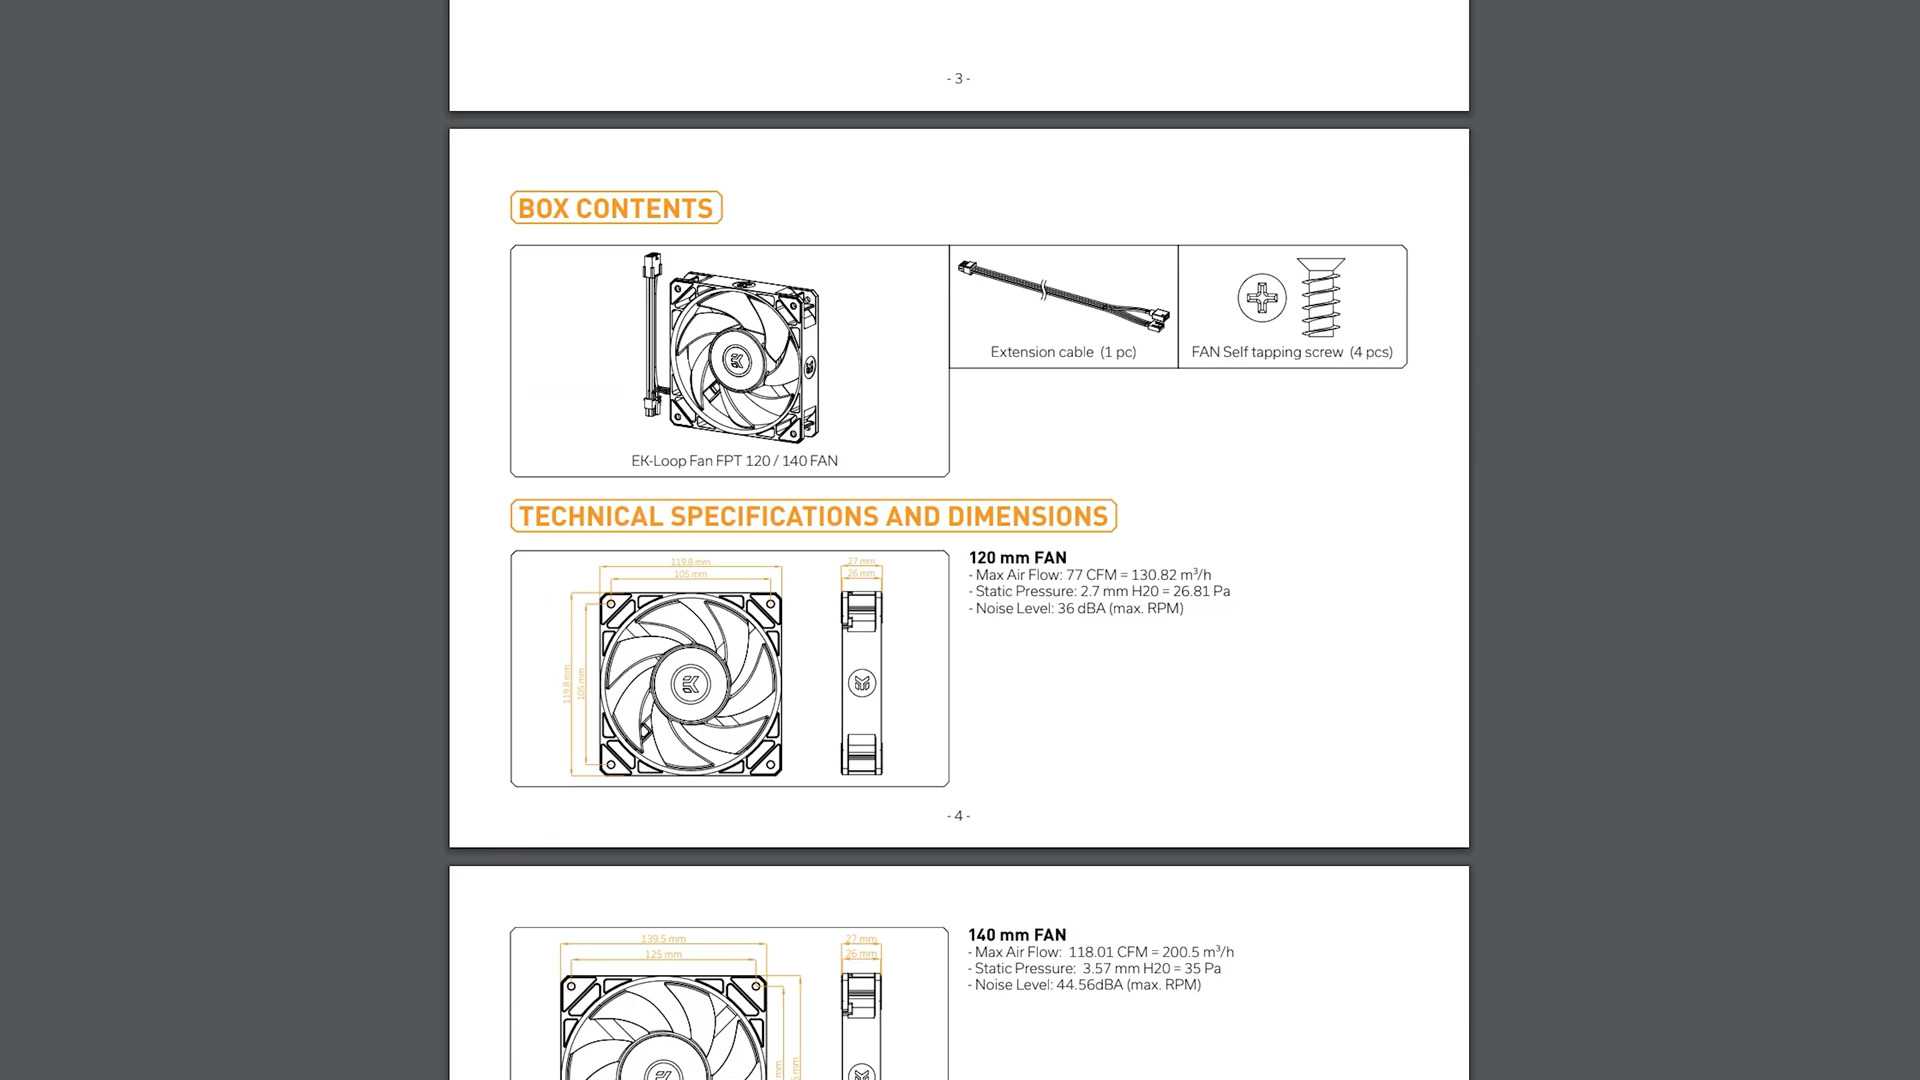 - 3 -
BOX CONTENTS
Extension cable (1 pc)
FAN Self tapping screw (4 pcs)
EK-Loop Fan FPT 120 / 140 FAN
TECHNICAL SPECIFICATIONS AND DIMENSIONS
119.8 mm
105 mm
27 mm
26 mm
119.8 mm
105 mm
120 mm FAN
- Max Air Flow: 77 CFM = 130.82 m³/h
- Static Pressure: 2.7 mm H20 = 26.81 Pa
- Noise Level: 36 dBA (max. RPM)
- 4 -
139.5 mm
125 mm
27 mm
26 mm
140 mm FAN
- Max Air Flow:  118.01 CFM = 200.5 m³/h
- Static Pressure:  3.57 mm H20 = 35 Pa
- Noise Level: 44.56dBA (max. RPM)